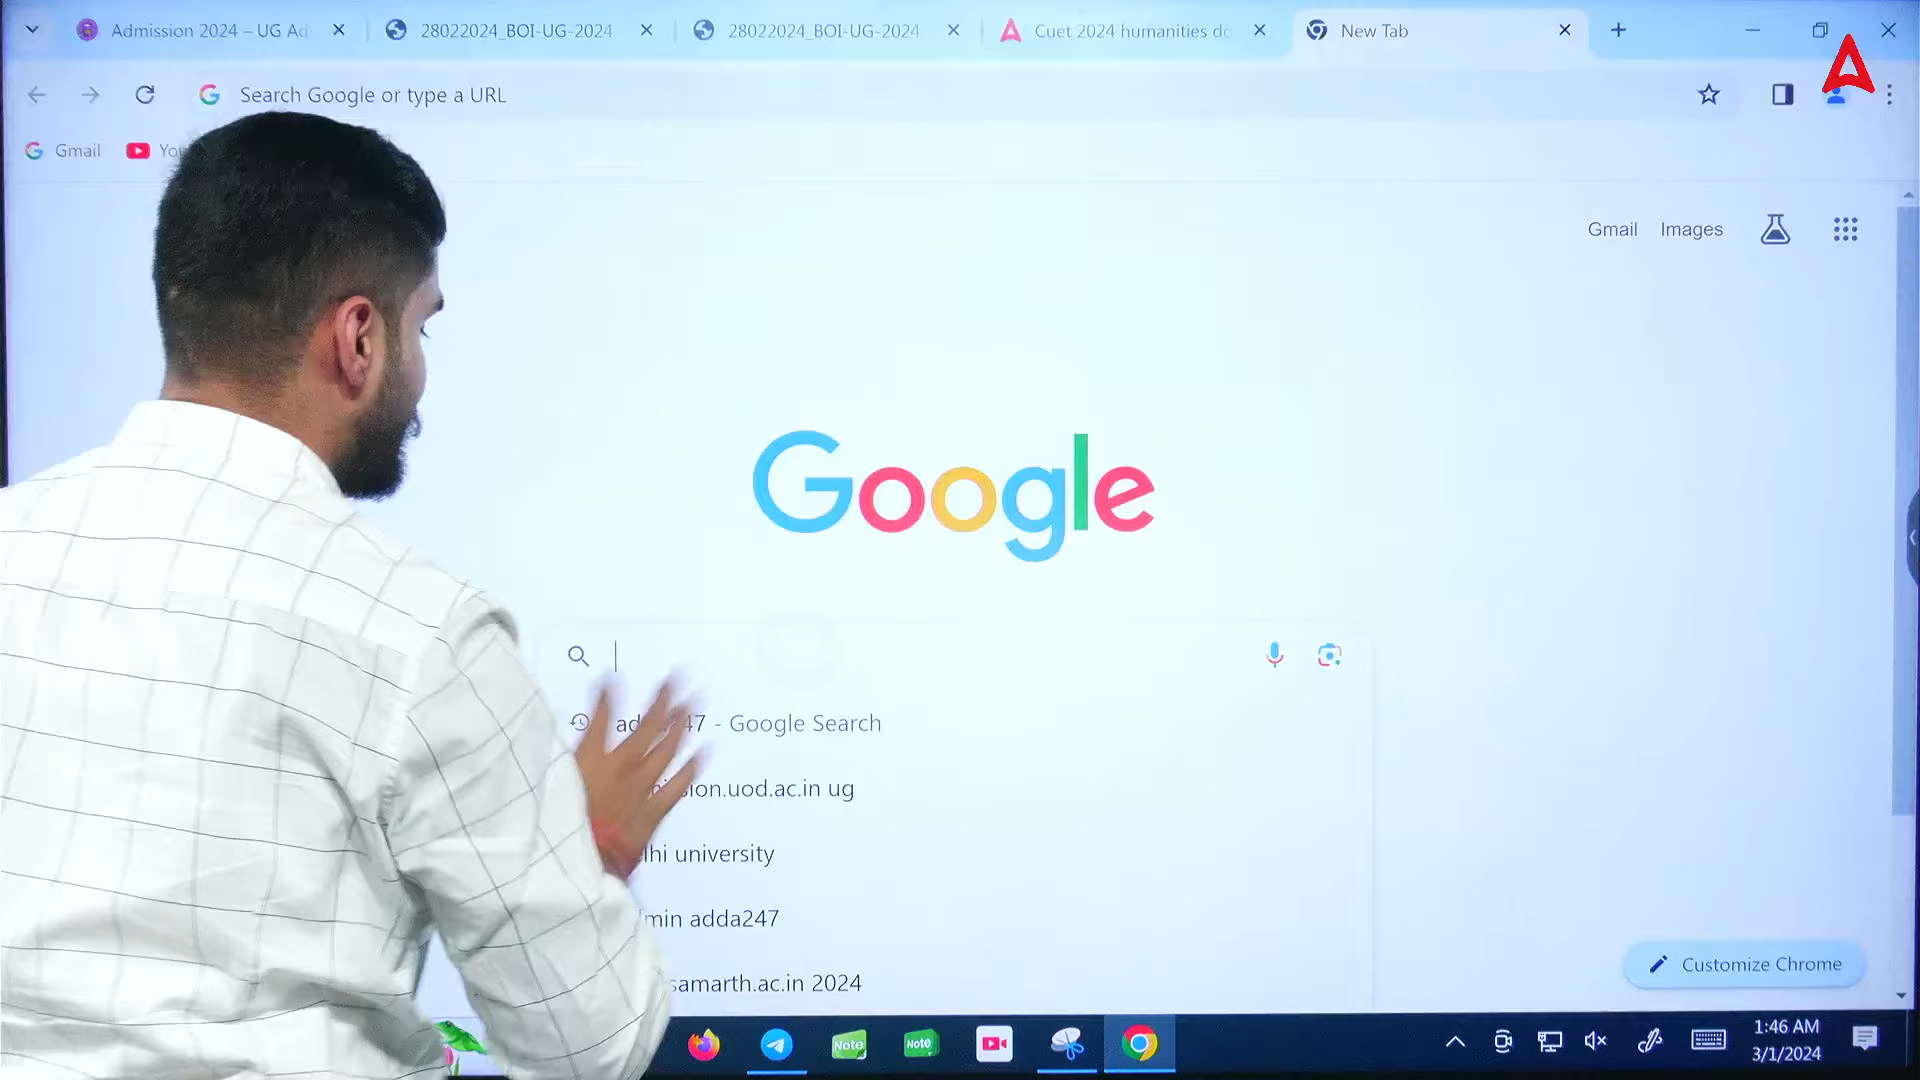 Admission 2024 – UG Ad
28022024_BOI-UG-2024
28022024_BOI-UG-2024
Cuet 2024 humanities do
New Tab
Search Google or type a URL
Gmail
Gmail
Images
Google
47 - Google Search
sion.uod.ac.in ug
lhi university
min adda247
samarth.ac.in 2024
Customize Chrome
Note
Note
1:46 AM
3/1/2024